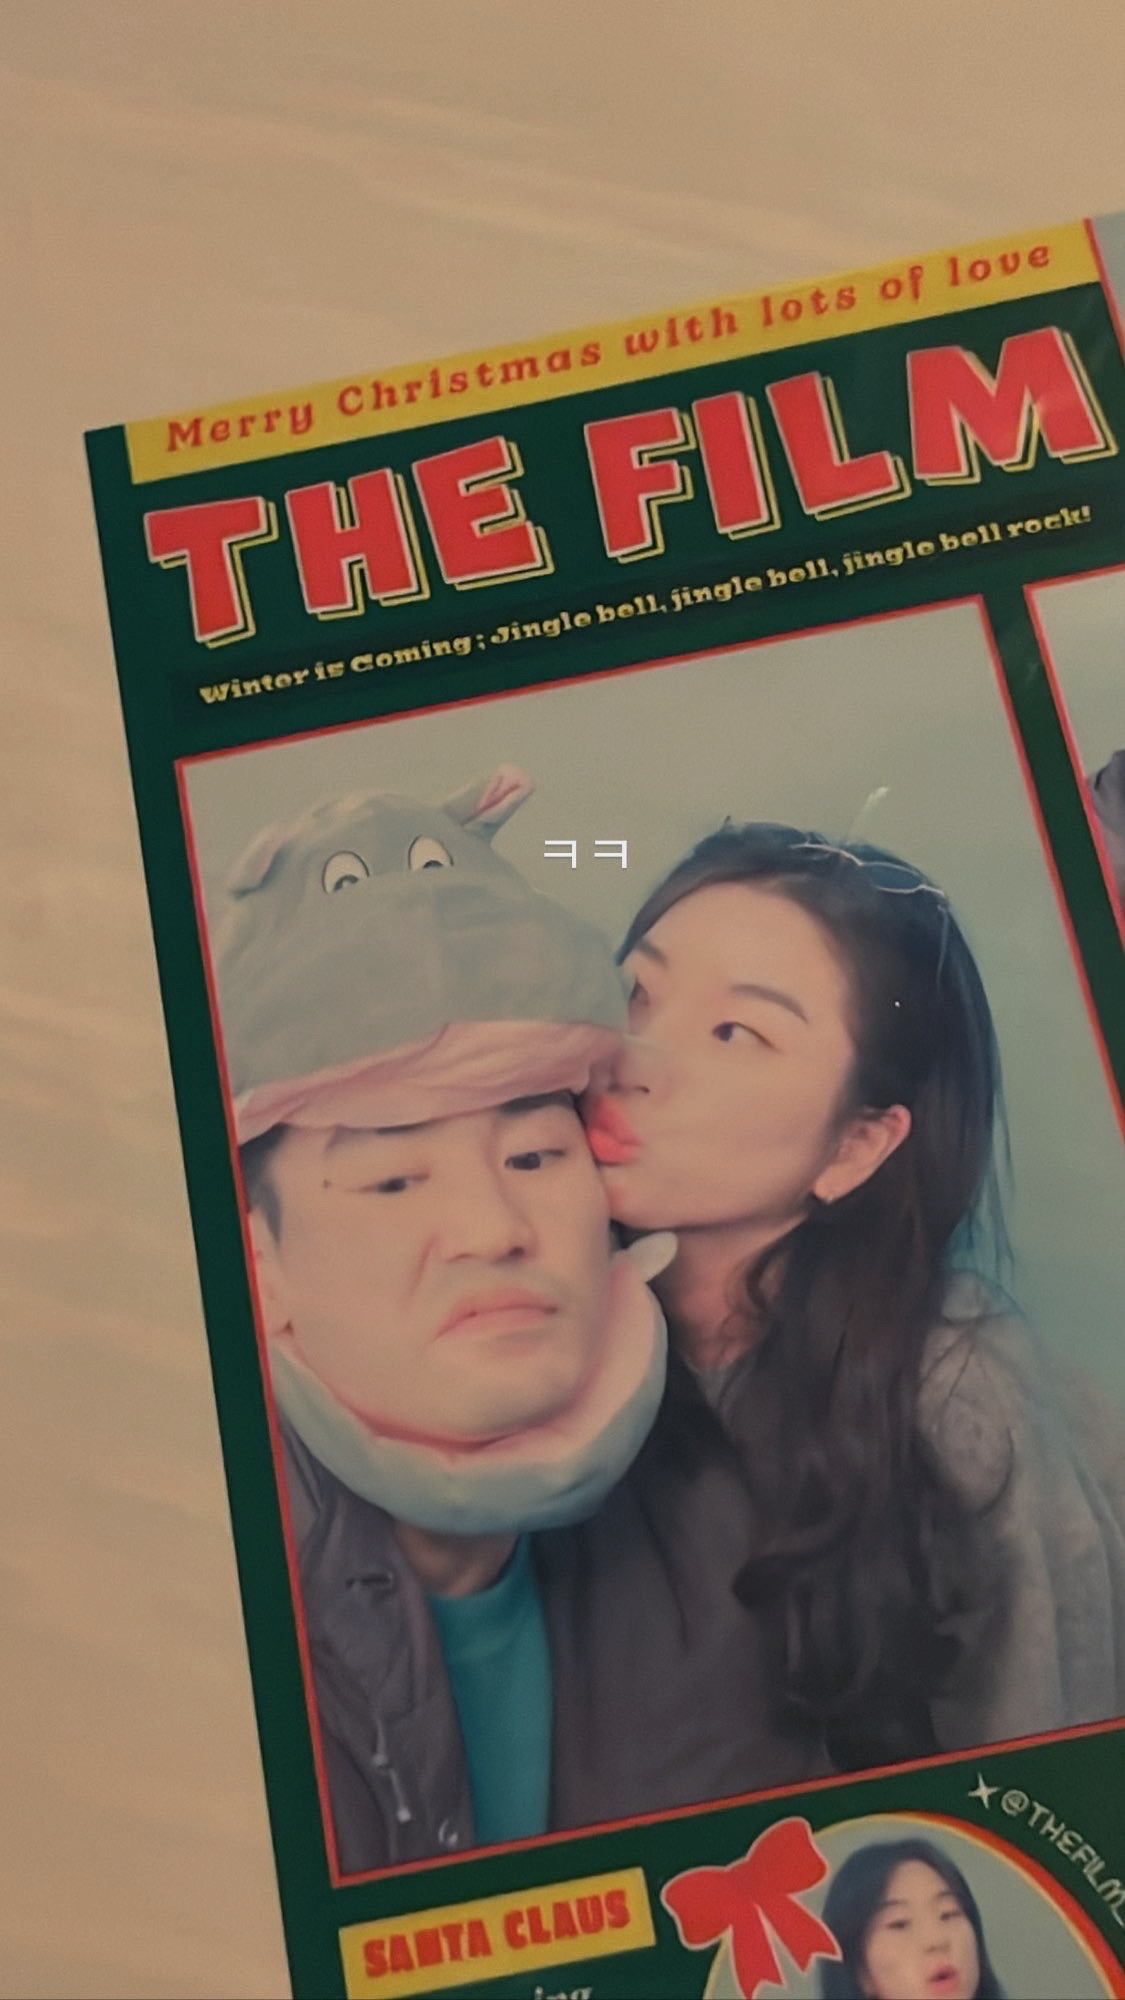 Merry Christmas with lots of love
THE FILM
Winter is Coming ; Jingle bell, jingle bell, jingle bell rock!
ㅋㅋ
@THEFILM_
SANTA CLAUS